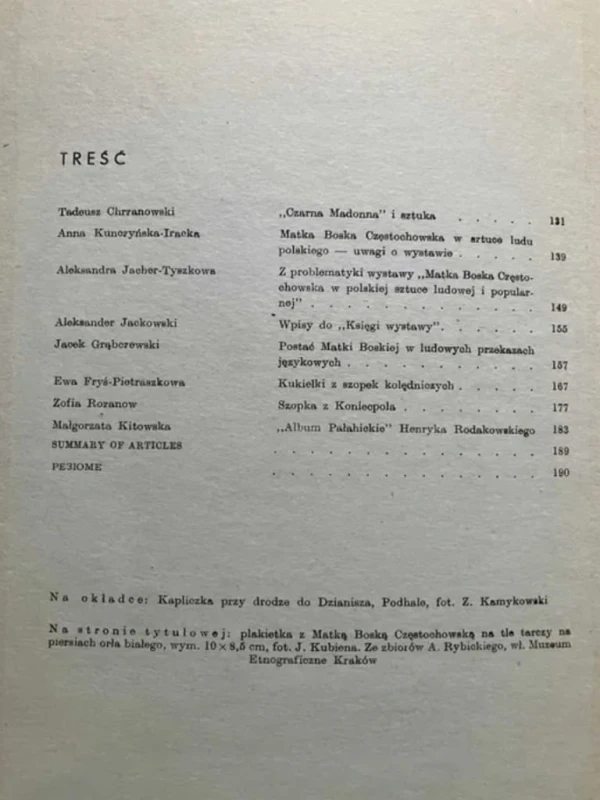 TREŚĆ
Tadeusz Chrzanowski „Czarna Madonna" i sztuka . . . . . 131
Anna Kunczyńska-Iracka Matka Boska Częstochowska w sztuce ludu
polskiego — uwagi o wystawie . . . . . 139
Aleksandra Jacher-Tyszkowa Z problematyki wystawy „Matka Boska Często-
chowska w polskiej sztuce ludowej i popular-
nej" . . . . . . . . . . . 149
Aleksander Jackowski Wpisy do „Księgi wystawy". . . . . . 155
Jacek Grąbczewski Postać Matki Boskiej w ludowych przekazach
językowych . . . . . . . . . 157
Ewa Fryś-Pietraszkowa Kukiełki z szopek kolędniczych . . . . 167
Zofia Rozanow Szopka z Koniecpola . . . . . . 177
Małgorzata Kitowska „Album Pałahickie" Henryka Rodakowskiego 183
SUMMARY OF ARTICLES . . . . . . . . . . . 189
РЕЗЮМЕ . . . . . . . . . . . 190
Na okładce: Kapliczka przy drodze do Dzianisza, Podhale, fot. Z. Kamykowski
Na stronie tytułowej: plakietka z Matką Boską Częstochowską na tle tarczy na
piersiach orła białego, wym. 10 × 8,5 cm, fot. J. Kubiena. Ze zbiorów A. Rybickiego, wł. Muzeum
Etnograficzne Kraków